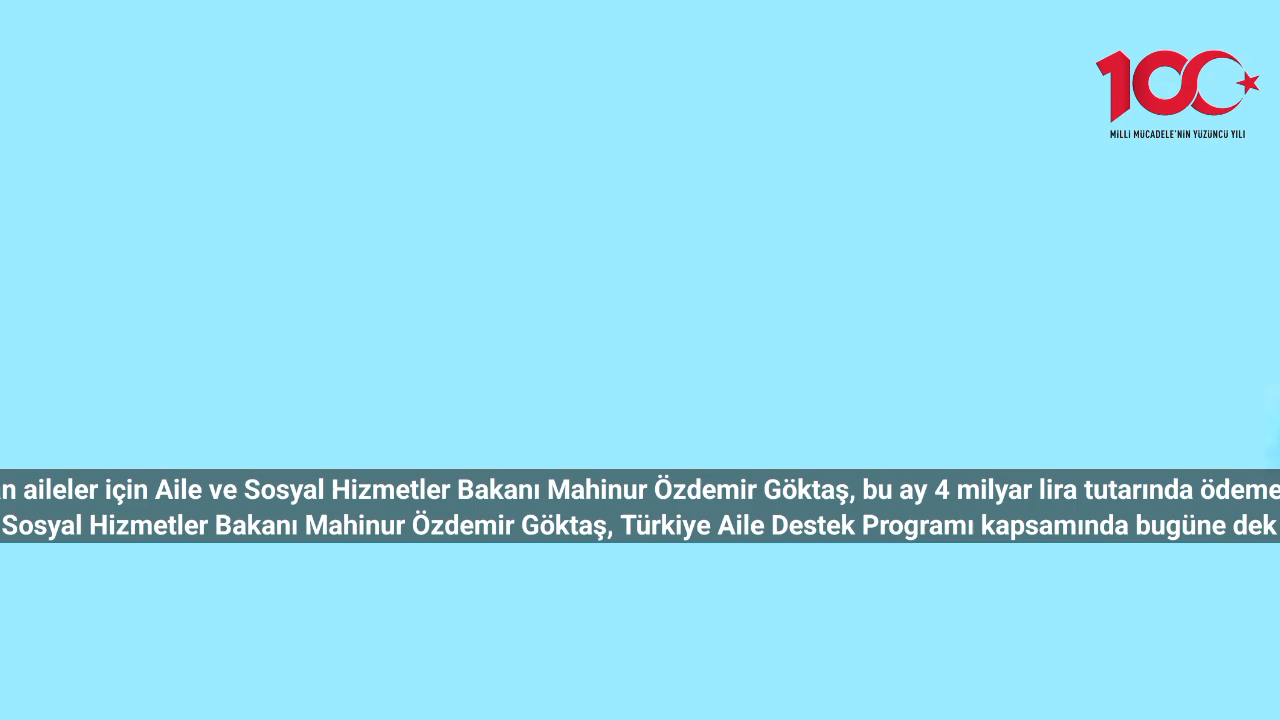 100
MİLLİ MÜCADELE'NİN YÜZÜNCÜ YILI
aileler için Aile ve Sosyal Hizmetler Bakanı Mahinur Özdemir Göktaş, bu ay 4 milyar lira tutarında ödeme
Sosyal Hizmetler Bakanı Mahinur Özdemir Göktaş, Türkiye Aile Destek Programı kapsamında bugüne dek